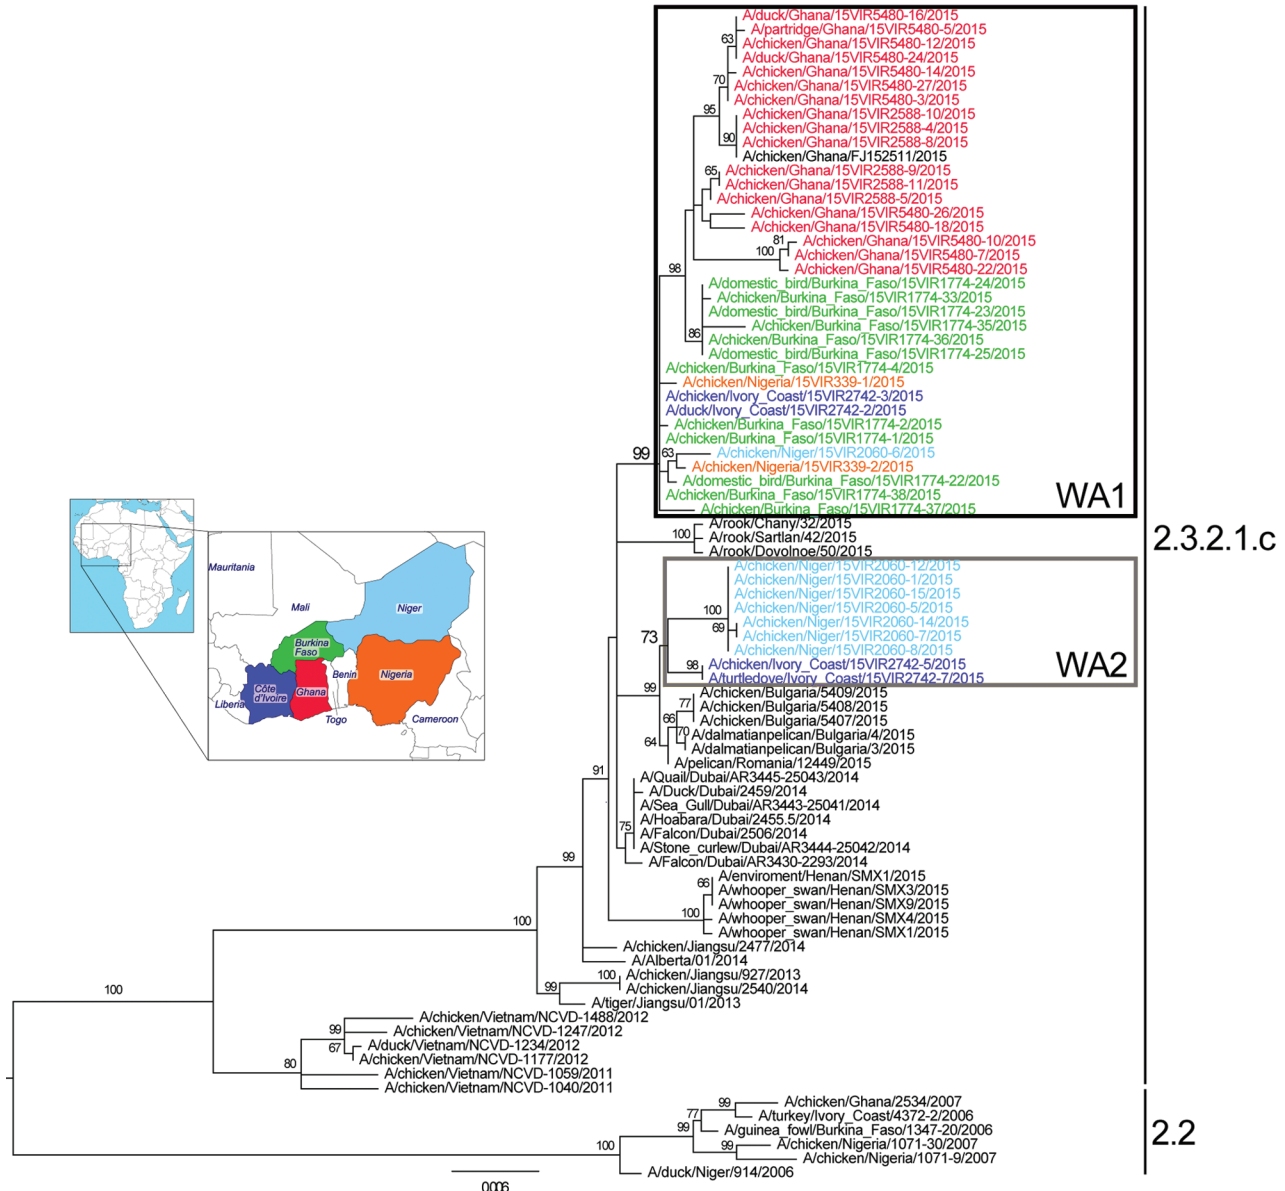 A/duck/Ghana/15VIR5480-16/2015
A/partridge/Ghana/15VIR5480-5/2015
63
A/chicken/Ghana/15VIR5480-12/2015
A/duck/Ghana/15VIR5480-24/2015
A/chicken/Ghana/15VIR5480-14/2015
70
A/chicken/Ghana/15VIR5480-27/2015
A/chicken/Ghana/15VIR5480-3/2015
95
A/chicken/Ghana/15VIR2588-10/2015
A/chicken/Ghana/15VIR2588-4/2015
90
A/chicken/Ghana/15VIR2588-8/2015
A/chicken/Ghana/FJ152511/2015
65
A/chicken/Ghana/15VIR2588-9/2015
A/chicken/Ghana/15VIR2588-11/2015
A/chicken/Ghana/15VIR2588-5/2015
A/chicken/Ghana/15VIR5480-26/2015
A/chicken/Ghana/15VIR5480-18/2015
81
A/chicken/Ghana/15VIR5480-10/2015
100
A/chicken/Ghana/15VIR5480-7/2015
A/chicken/Ghana/15VIR5480-22/2015
98
A/domestic_bird/Burkina_Faso/15VIR1774-24/2015
A/chicken/Burkina_Faso/15VIR1774-33/2015
A/domestic_bird/Burkina_Faso/15VIR1774-23/2015
A/chicken/Burkina_Faso/15VIR1774-35/2015
86
A/chicken/Burkina_Faso/15VIR1774-36/2015
A/domestic_bird/Burkina_Faso/15VIR1774-25/2015
A/chicken/Burkina_Faso/15VIR1774-4/2015
A/chicken/Nigeria/15VIR339-1/2015
A/chicken/Ivory_Coast/15VIR2742-3/2015
A/duck/Ivory_Coast/15VIR2742-2/2015
A/chicken/Burkina_Faso/15VIR1774-2/2015
A/chicken/Burkina_Faso/15VIR1774-1/2015
99
63
A/chicken/Niger/15VIR2060-6/2015
A/chicken/Nigeria/15VIR339-2/2015
A/domestic_bird/Burkina_Faso/15VIR1774-22/2015
A/chicken/Burkina_Faso/15VIR1774-38/2015
A/chicken/Burkina_Faso/15VIR1774-37/2015
WA1
A/rook/Chany/32/2015
100
A/rook/Sartlan/42/2015
A/rook/Dovolnoe/50/2015
2.3.2.1.c
A/chicken/Niger/15VIR2060-12/2015
A/chicken/Niger/15VIR2060-1/2015
A/chicken/Niger/15VIR2060-15/2015
100
A/chicken/Niger/15VIR2060-5/2015
A/chicken/Niger/15VIR2060-14/2015
69
A/chicken/Niger/15VIR2060-7/2015
A/chicken/Niger/15VIR2060-8/2015
73
98
A/chicken/Ivory_Coast/15VIR2742-5/2015
A/turtledove/Ivory_Coast/15VIR2742-7/2015
WA2
99
A/chicken/Bulgaria/5409/2015
77
A/chicken/Bulgaria/5408/2015
66
A/chicken/Bulgaria/5407/2015
70
A/dalmatianpelican/Bulgaria/4/2015
64
A/dalmatianpelican/Bulgaria/3/2015
A/pelican/Romania/12449/2015
91
A/Quail/Dubai/AR3445-25043/2014
A/Duck/Dubai/2459/2014
A/Sea_Gull/Dubai/AR3443-25041/2014
A/Hoabara/Dubai/2455.5/2014
75
A/Falcon/Dubai/2506/2014
A/Stone_curlew/Dubai/AR3444-25042/2014
A/Falcon/Dubai/AR3430-2293/2014
99
A/enviroment/Henan/SMX1/2015
66
A/whooper_swan/Henan/SMX3/2015
A/whooper_swan/Henan/SMX9/2015
100
A/whooper_swan/Henan/SMX4/2015
A/whooper_swan/Henan/SMX1/2015
100
A/chicken/Jiangsu/2477/2014
A/Alberta/01/2014
100
A/chicken/Jiangsu/927/2013
99
A/chicken/Jiangsu/2540/2014
A/tiger/Jiangsu/01/2013
100
A/chicken/Vietnam/NCVD-1488/2012
99
A/chicken/Vietnam/NCVD-1247/2012
67
A/duck/Vietnam/NCVD-1234/2012
A/chicken/Vietnam/NCVD-1177/2012
80
A/chicken/Vietnam/NCVD-1059/2011
A/chicken/Vietnam/NCVD-1040/2011
99
A/chicken/Ghana/2534/2007
77
A/turkey/Ivory_Coast/4372-2/2006
99
A/guinea_fowl/Burkina_Faso/1347-20/2006
2.2
99
A/chicken/Nigeria/1071-30/2007
100
A/chicken/Nigeria/1071-9/2007
A/duck/Niger/914/2006
0.06
Mauritania
Mali
Niger
Burkina
Faso
Benin
Nigeria
Côte
d'Ivoire
Ghana
Liberia
Togo
Cameroon